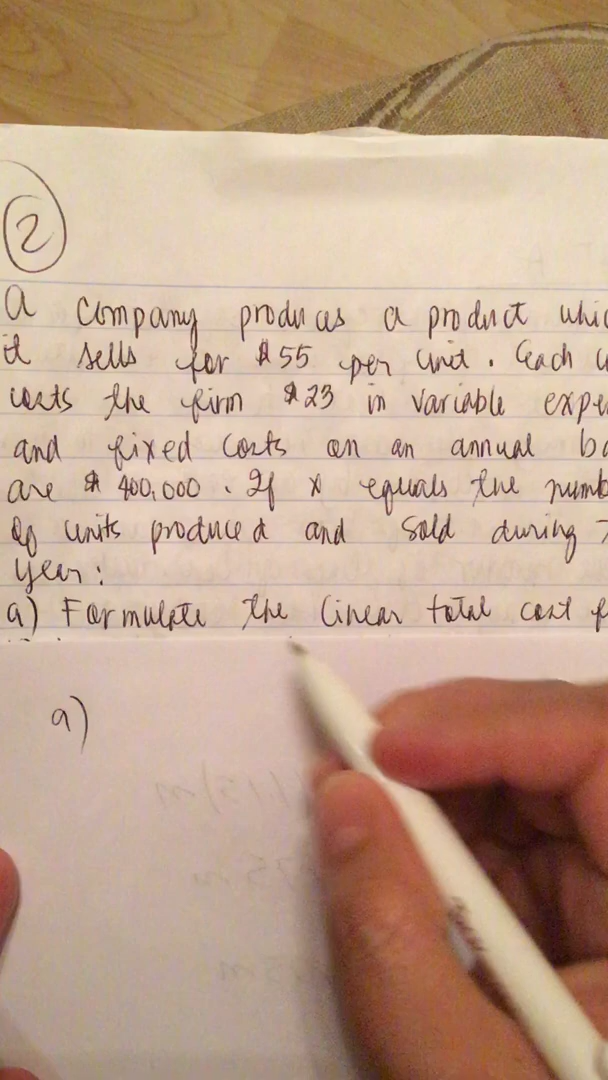 2
A company produces a product whic
it sells for $55 per unit. Each u
costs the firm $23 in variable expe
and fixed costs on an annual ba
are $400,000. If x equals the numb
of units produced and sold during
year:
a) Formulate the linear total cost f
a)